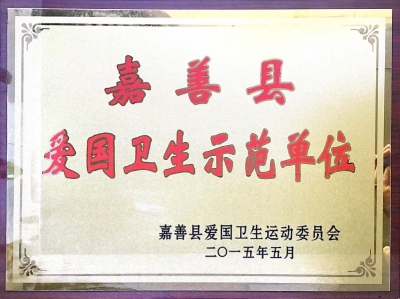 嘉善县
爱国卫生示范单位
嘉善县爱国卫生运动委员会
二〇一五年五月